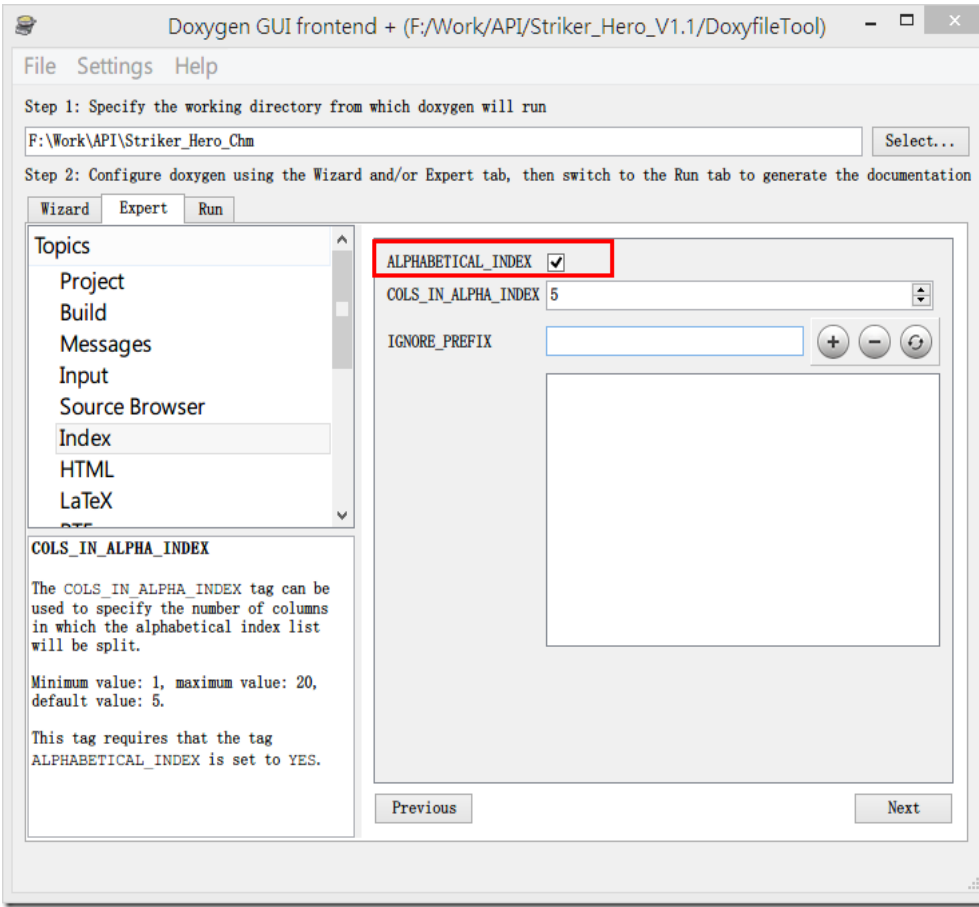 Doxygen GUI frontend + (F:/Work/API/Striker_Hero_V1.1/DoxyfileTool)
File Settings Help
Step 1: Specify the working directory from which doxygen will run
F:\Work\API\Striker_Hero_Chm
Select...
Step 2: Configure doxygen using the Wizard and/or Expert tab, then switch to the Run tab to generate the documentation
Wizard Expert Run
Topics
Project
Build
Messages
Input
Source Browser
Index
HTML
LaTeX
COLS_IN_ALPHA_INDEX
The COLS_IN_ALPHA_INDEX tag can be
used to specify the number of columns
in which the alphabetical index list
will be split.
Minimum value: 1, maximum value: 20,
default value: 5.
This tag requires that the tag
ALPHABETICAL_INDEX is set to YES.
ALPHABETICAL_INDEX
COLS_IN_ALPHA_INDEX 5
IGNORE_PREFIX
Previous
Next